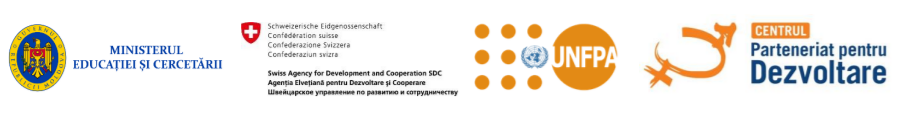 MINISTERUL
EDUCAȚIEI ȘI CERCETĂRII
Schweizerische Eidgenossenschaft
Confédération suisse
Confederazione Svizzera
Confederaziun svizra
Swiss Agency for Development and Cooperation SDC
Agenția Elvețiană pentru Dezvoltare și Cooperare
Швейцарское управление по развитию и сотрудничеству
UNFPA
CENTRUL
Parteneriat pentru
Dezvoltare